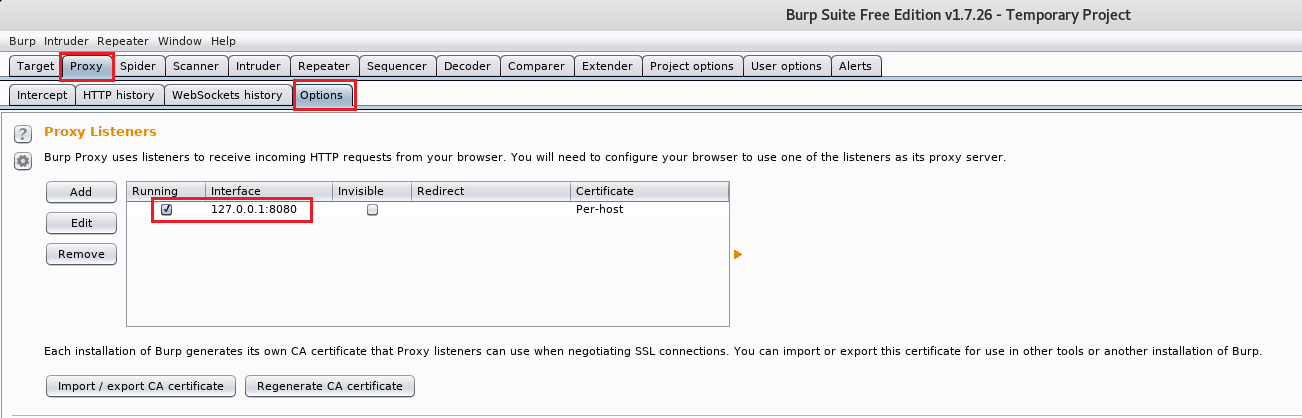 Burp Suite Free Edition v1.7.26 - Temporary Project
Burp Intruder Repeater Window Help
Target Proxy Spider Scanner Intruder Repeater Sequencer Decoder Comparer Extender Project options User options Alerts
Intercept HTTP history WebSockets history Options
? Proxy Listeners
Burp Proxy uses listeners to receive incoming HTTP requests from your browser. You will need to configure your browser to use one of the listeners as its proxy server.
Add Running Interface Invisible Redirect Certificate
127.0.0.1:8080 Per-host
Edit
Remove
Each installation of Burp generates its own CA certificate that Proxy listeners can use when negotiating SSL connections. You can import or export this certificate for use in other tools or another installation of Burp.
Import / export CA certificate Regenerate CA certificate